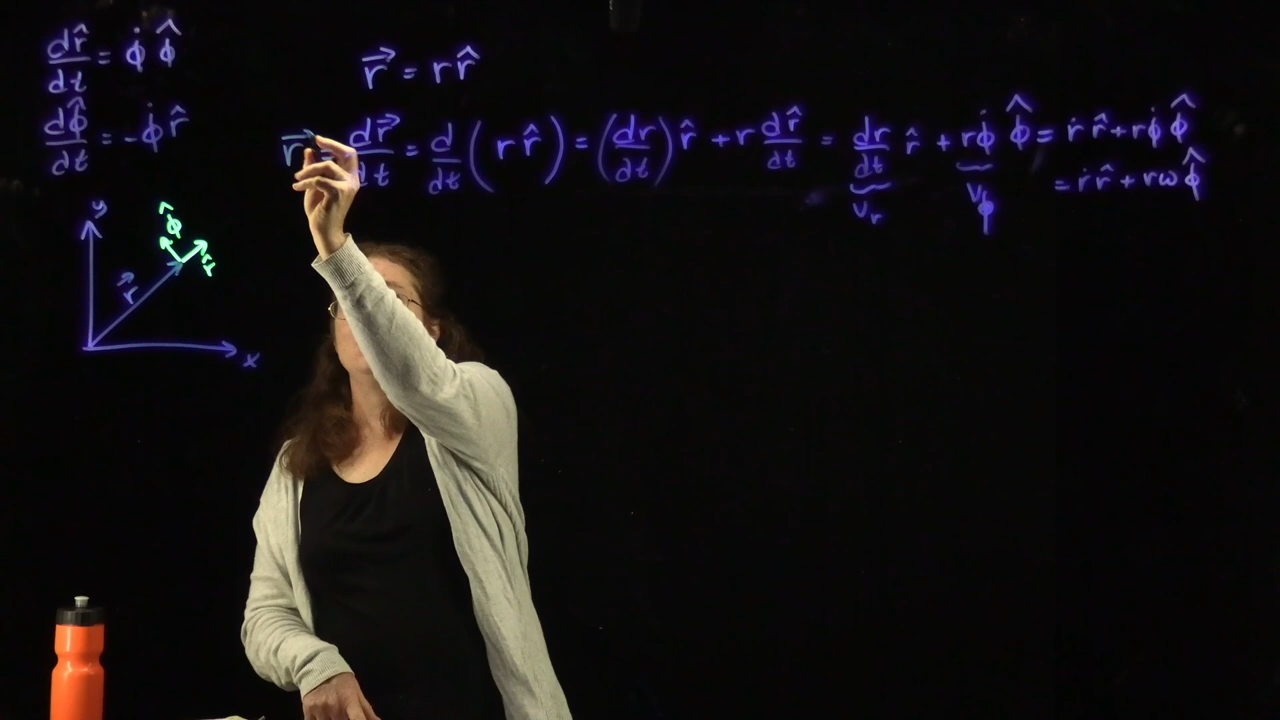 dr̂/dt = φ̇ φ̂
dφ̂/dt = -φ̇ r̂
r⃗ = r r̂
r⃗ = dr⃗/dt = d/dt (r r̂) = (dr/dt) r̂ + r dr̂/dt = dr/dt r̂ + rφ̇ φ̂ = ṙ r̂ + rφ̇ φ̂
= ṙ r̂ + rω φ̂
v_r
v_φ
y
φ̂
r̂
r⃗
x